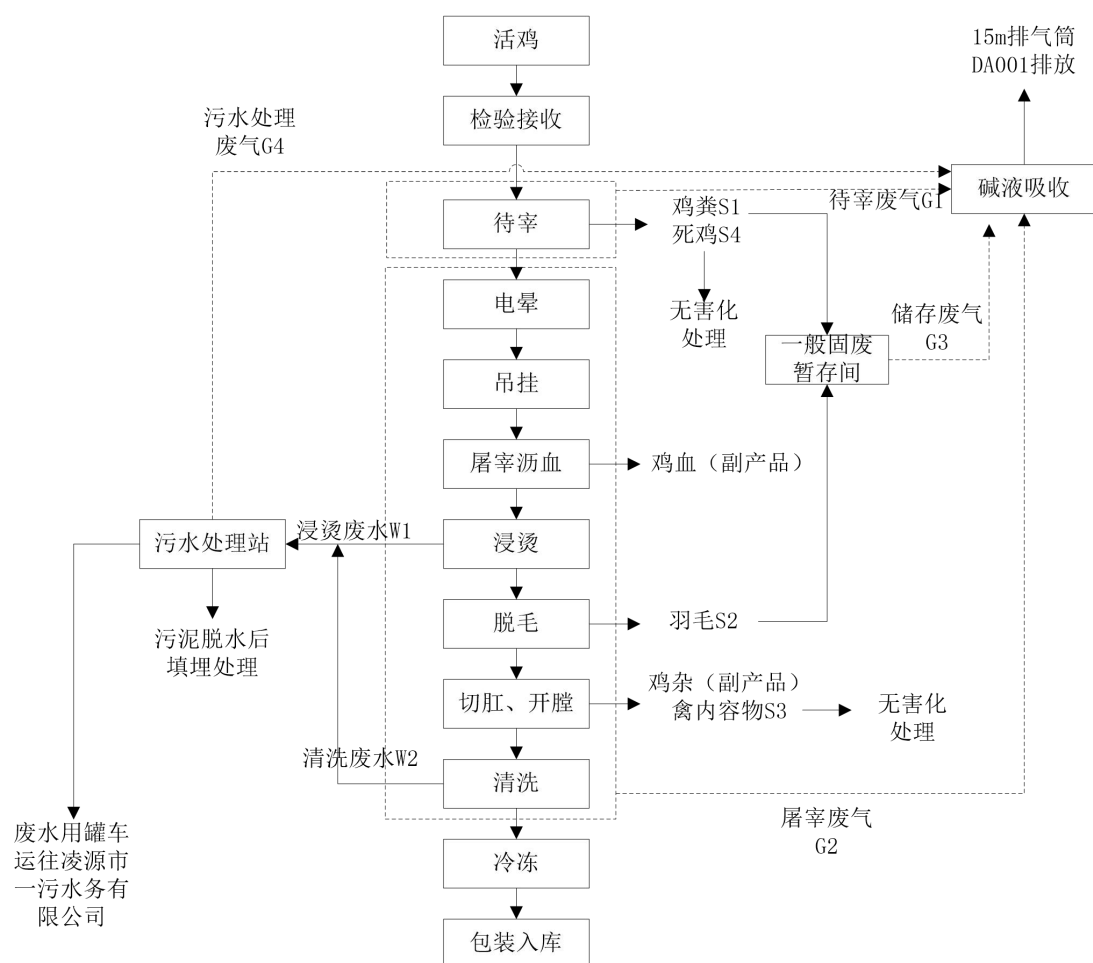 活鸡
15m排气筒
DA001排放
检验接收
污水处理
废气G4
碱液吸收
待宰废气G1
待宰
鸡粪S1
死鸡S4
电晕
无害化
处理
储存废气
G3
一般固废
暂存间
吊挂
屠宰沥血
鸡血（副产品）
污水处理站
浸烫废水W1
浸烫
脱毛
羽毛S2
污泥脱水后
填埋处理
切肛、开膛
鸡杂（副产品）
禽内容物S3
无害化
处理
清洗废水W2
清洗
屠宰废气
G2
废水用罐车
运往凌源市
一污水务有
限公司
冷冻
包装入库